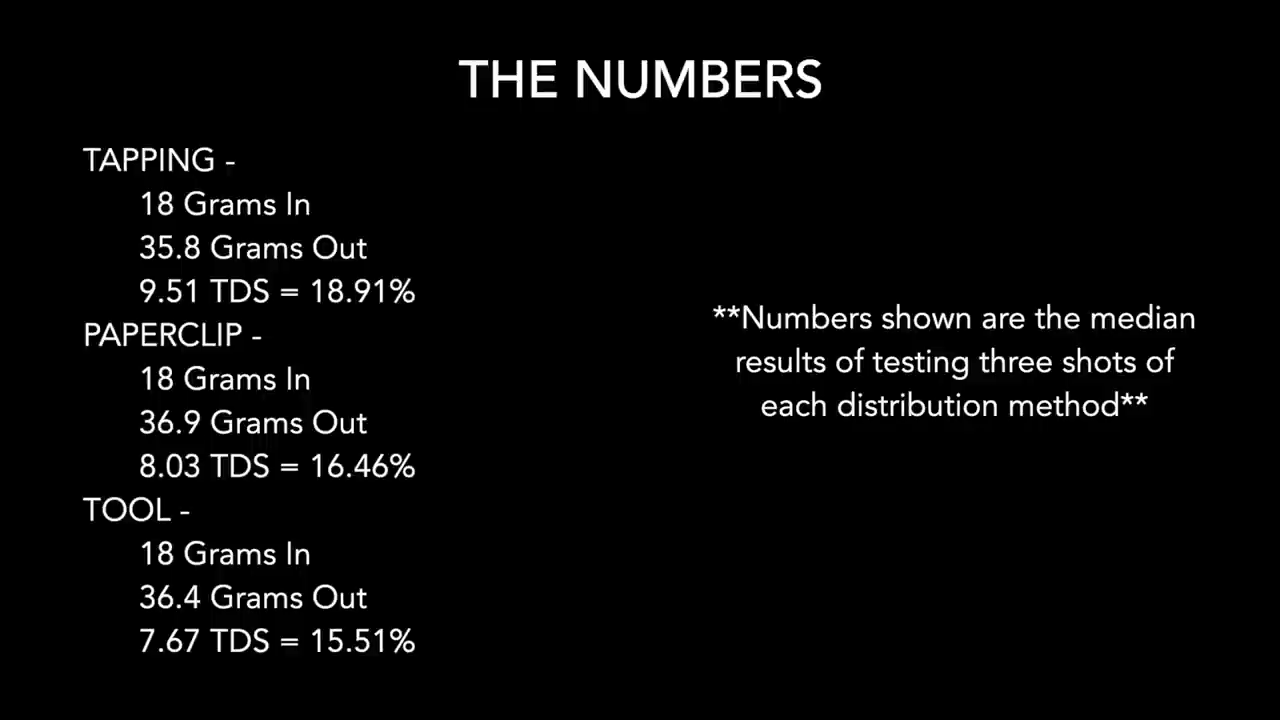 THE NUMBERS
TAPPING -
18 Grams In
35.8 Grams Out
9.51 TDS = 18.91%
PAPERCLIP -
18 Grams In
36.9 Grams Out
8.03 TDS = 16.46%
TOOL -
18 Grams In
36.4 Grams Out
7.67 TDS = 15.51%
**Numbers shown are the median
results of testing three shots of
each distribution method**